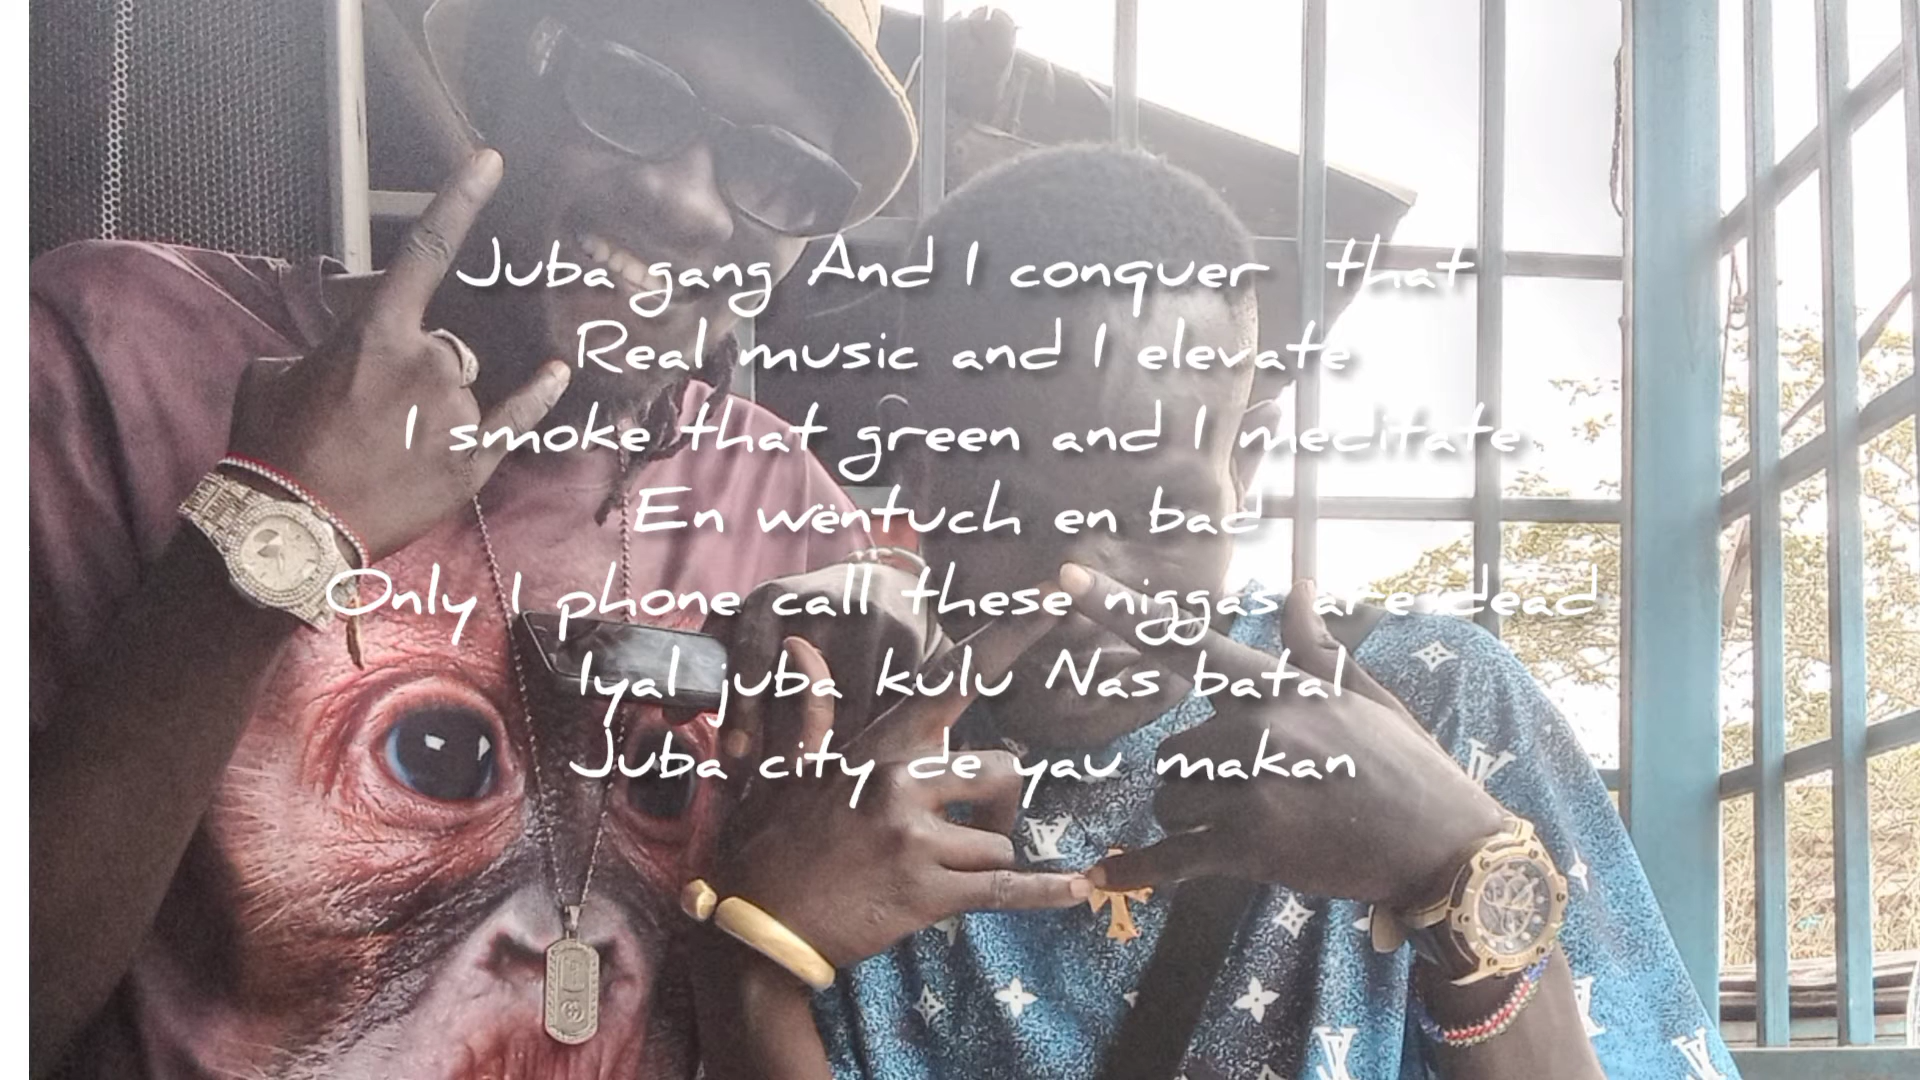 Juba gang And I conquer that
Real music and I elevate
I smoke that green and I meditate
En wëntuch en bad
Only I phone call these niggas are dead
Iyal juba kulu Nas batal
Juba city de yau makan